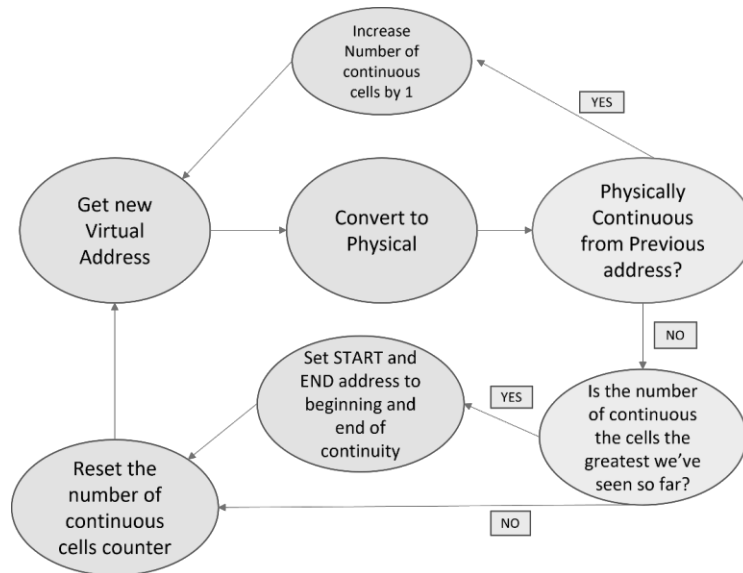 Increase
Number of
continuous
cells by 1
YES
Get new
Virtual
Address
Convert to
Physical
Physically
Continuous
from Previous
address?
NO
Set START and
END address to
beginning and
end of
continuity
YES
Is the number
of continuous
the cells the
greatest we've
seen so far?
Reset the
number of
continuous
cells counter
NO